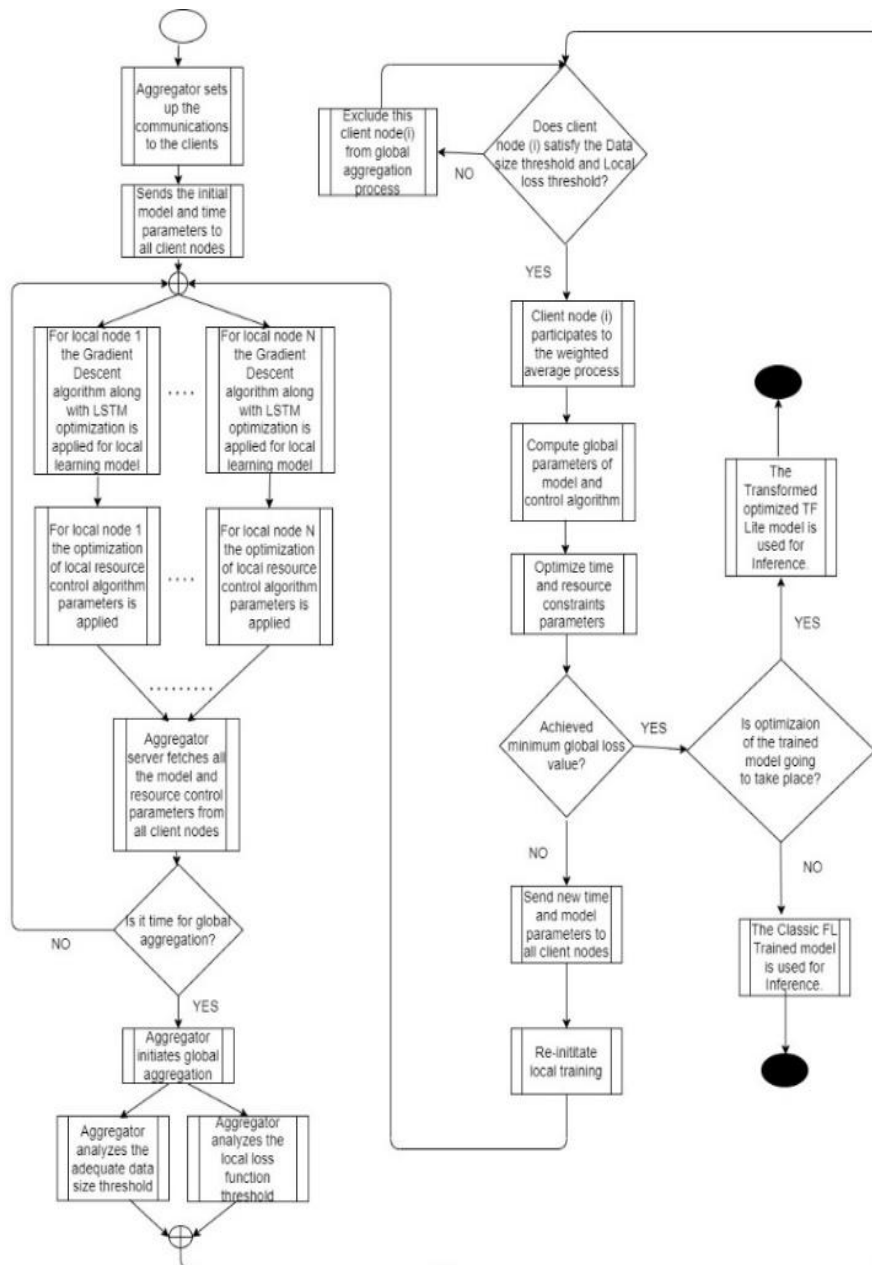 Aggregator sets
up the
communications
to the clients
Sends the initial
model and time
parameters to
all client nodes
For local node 1
the Gradient
Descent
algorithm along
with LSTM
optimization is
applied for local
learning model
....
For local node N
the Gradient
Descent
algorithm along
with LSTM
optimization is
applied for local
learning model
For local node 1
the optimization
of local resource
control algorithm
parameters is
applied
....
For local node N
the optimization
of local resource
control algorithm
parameters is
applied
.........
Aggregator
server fetches all
the model and
resource control
parameters from
all client nodes
Is it time for global
aggregation?
NO
YES
Aggregator
initiates global
aggregation
Aggregator
analyzes the
adequate data
size threshold
Aggregator
analyzes the
local loss
function
threshold
Exclude this
client node(i)
from global
aggregation
process
NO
Does client
node (i) satisfy the Data
size threshold and Local
loss threshold?
YES
Client node (i)
participates to
the weighted
average process
Compute global
parameters of
model and
control algorithm
Optimize time
and resource
constraints
parameters
Achieved
minimum global loss
value?
YES
NO
Send new time
and model
parameters to
all client nodes
Re-inititate
local training
The
Transformed
optimized TF
Lite model is
used for
Inference.
YES
Is optimizaion
of the trained
model going
to take place?
NO
The Classic FL
Trained model
is used for
Inference.